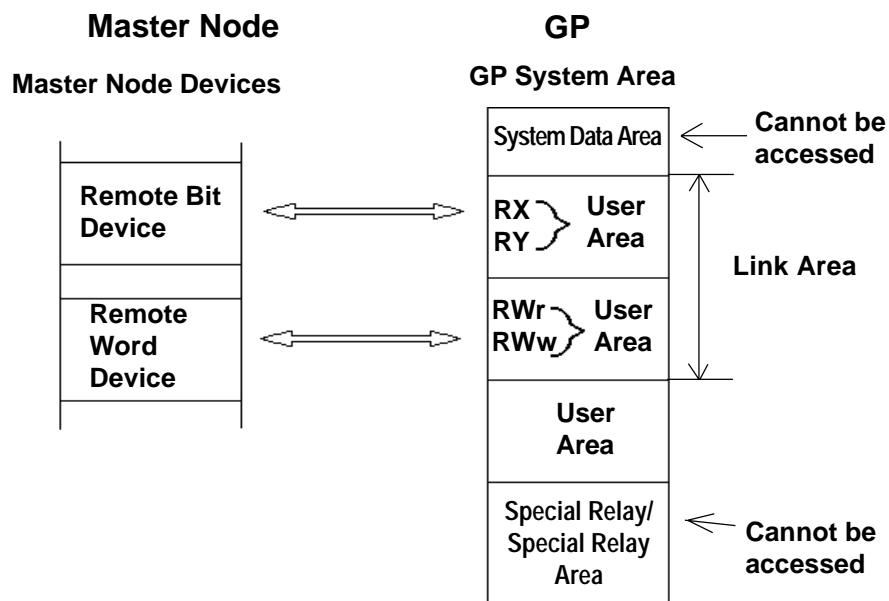 Master Node
GP
Master Node Devices
GP System Area
System Data Area
Cannot be
accessed
Remote Bit
Device
RX
RY
User
Area
Link Area
Remote
Word
Device
RWr
RWw
User
Area
User
Area
Special Relay/
Special Relay
Area
Cannot be
accessed